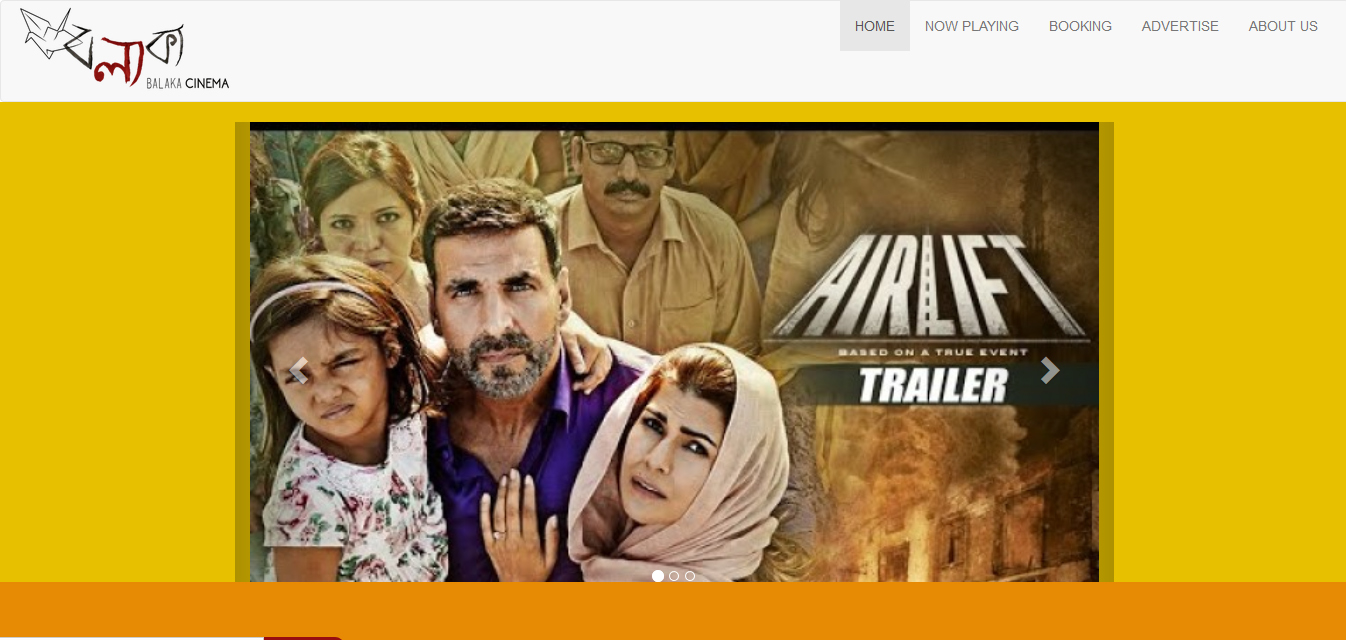 বলাকা
BALAKA CINEMA
HOME
NOW PLAYING
BOOKING
ADVERTISE
ABOUT US
AIRLIFT
BASED ON A TRUE EVENT
TRAILER